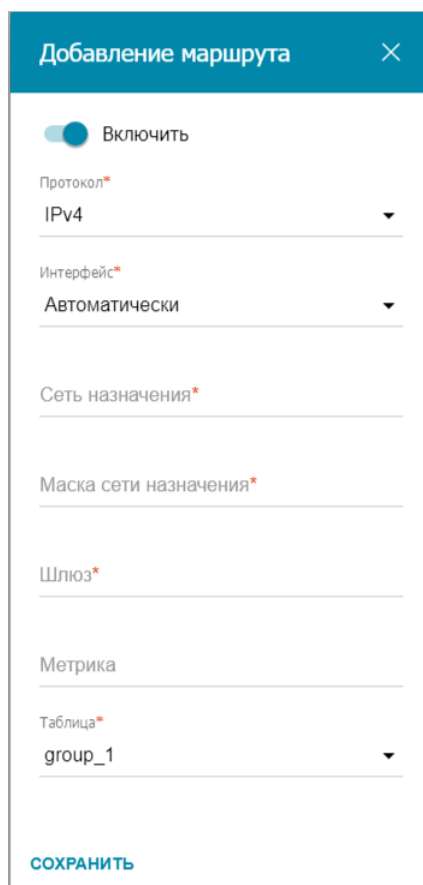 Добавление маршрута
Включить
Протокол*
IPv4
Интерфейс*
Автоматически
Сеть назначения*
Маска сети назначения*
Шлюз*
Метрика
Таблица*
group_1
СОХРАНИТЬ